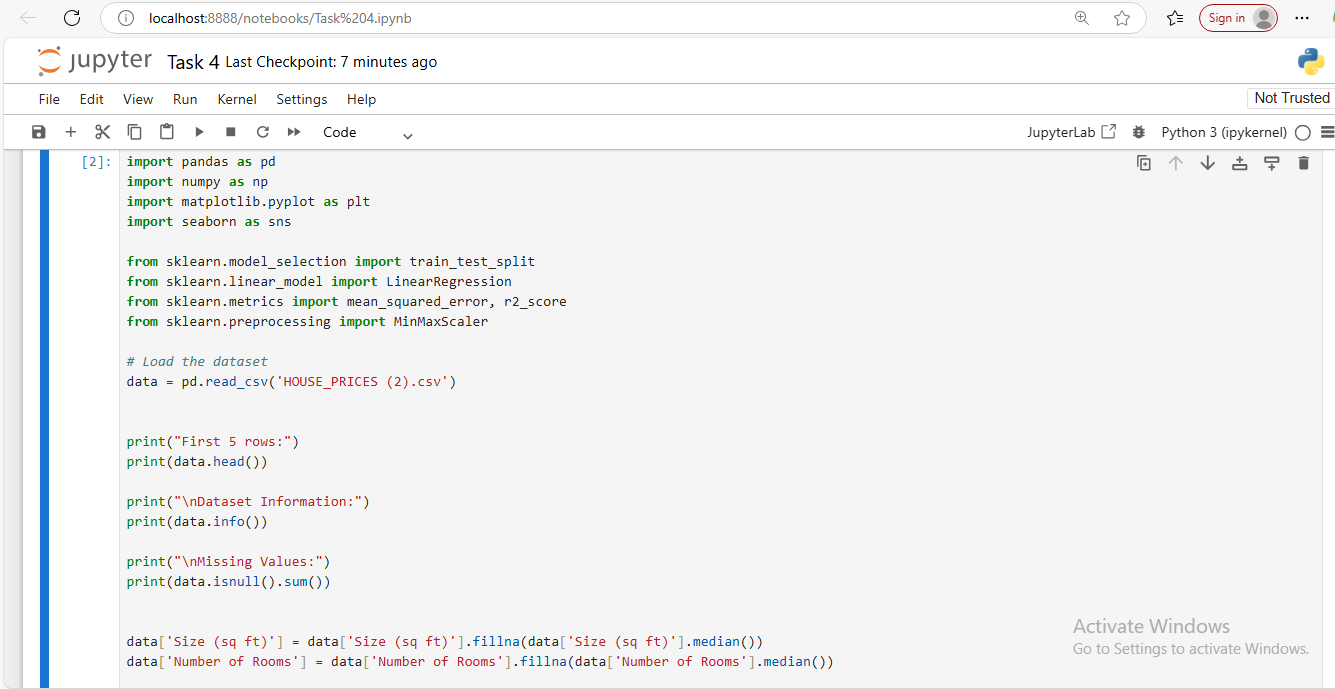 localhost:8888/notebooks/Task%204.ipynb
Sign in
jupyter Task 4 Last Checkpoint: 7 minutes ago
File Edit View Run Kernel Settings Help
Not Trusted
Code
JupyterLab Python 3 (ipykernel)
[2]: import pandas as pd
import numpy as np
import matplotlib.pyplot as plt
import seaborn as sns
from sklearn.model_selection import train_test_split
from sklearn.linear_model import LinearRegression
from sklearn.metrics import mean_squared_error, r2_score
from sklearn.preprocessing import MinMaxScaler
# Load the dataset
data = pd.read_csv('HOUSE_PRICES (2).csv')
print("First 5 rows:")
print(data.head())
print("\nDataset Information:")
print(data.info())
print("\nMissing Values:")
print(data.isnull().sum())
data['Size (sq ft)'] = data['Size (sq ft)'].fillna(data['Size (sq ft)'].median())
data['Number of Rooms'] = data['Number of Rooms'].fillna(data['Number of Rooms'].median())
Activate Windows
Go to Settings to activate Windows.